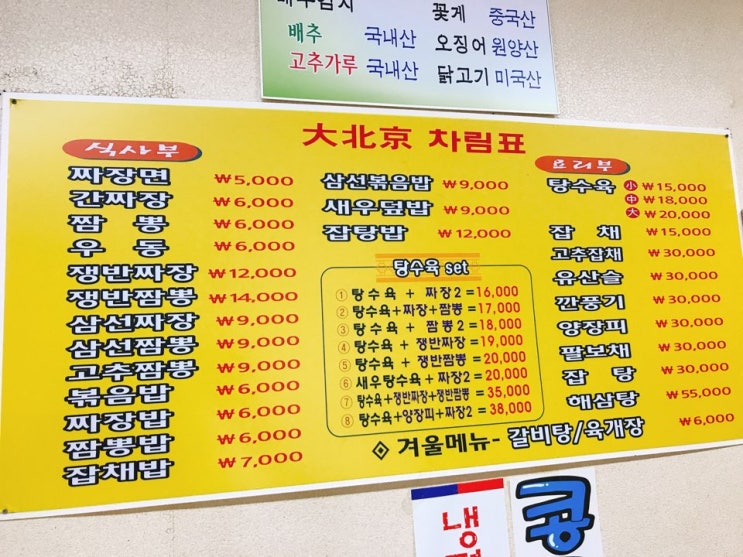 배추김치
배추 국내산
고추가루 국내산
꽃게 중국산
오징어 원양산
닭고기 미국산
大北京 차림표
식사부
짜장면 ₩5,000
간짜장 ₩6,000
짬뽕 ₩6,000
우동 ₩6,000
쟁반짜장 ₩12,000
쟁반짬뽕 ₩14,000
삼선짜장 ₩9,000
삼선짬뽕 ₩9,000
고추짬뽕 ₩9,000
볶음밥 ₩6,000
짜장밥 ₩6,000
짬뽕밥 ₩6,000
잡채밥 ₩7,000
삼선볶음밥 ₩9,000
새우덮밥 ₩9,000
잡탕밥 ₩12,000
탕수육 set
① 탕수육 + 짜장2 = 16,000
② 탕수육+짜장+짬뽕 = 17,000
③ 탕수육 + 짬뽕2 = 18,000
④ 탕수육 + 쟁반짜장 = 19,000
⑤ 탕수육 + 쟁반짬뽕 = 20,000
⑥ 새우탕수육 + 짜장2 = 20,000
⑦ 탕수육+쟁반짜장+쟁반짬뽕 = 35,000
⑧ 탕수육+양장피+짜장2 = 38,000
요리부
탕수육 小 ₩15,000
中 ₩18,000
大 ₩20,000
잡채 ₩15,000
고추잡채 ₩30,000
유산슬 ₩30,000
깐풍기 ₩30,000
양장피 ₩30,000
팔보채 ₩30,000
잡탕 ₩30,000
해삼탕 ₩55,000
◈ 겨울메뉴- 갈비탕/육개장 ₩6,000
콩